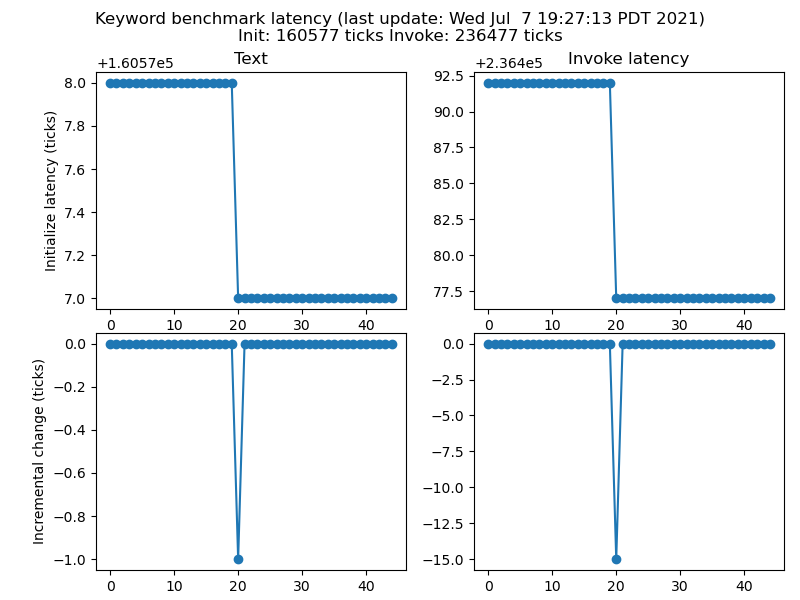 Keyword benchmark latency (last update: Wed Jul  7 19:27:13 PDT 2021)
Init: 160577 ticks Invoke: 236477 ticks
Text
Invoke latency
+1.6057e5
+2.364e5
Initialize latency (ticks)
8.0
7.8
7.6
7.4
7.2
7.0
0 10 20 30 40
92.5
90.0
87.5
85.0
82.5
80.0
77.5
0 10 20 30 40
Incremental change (ticks)
0.0
−0.2
−0.4
−0.6
−0.8
−1.0
0 10 20 30 40
0.0
−2.5
−5.0
−7.5
−10.0
−12.5
−15.0
0 10 20 30 40